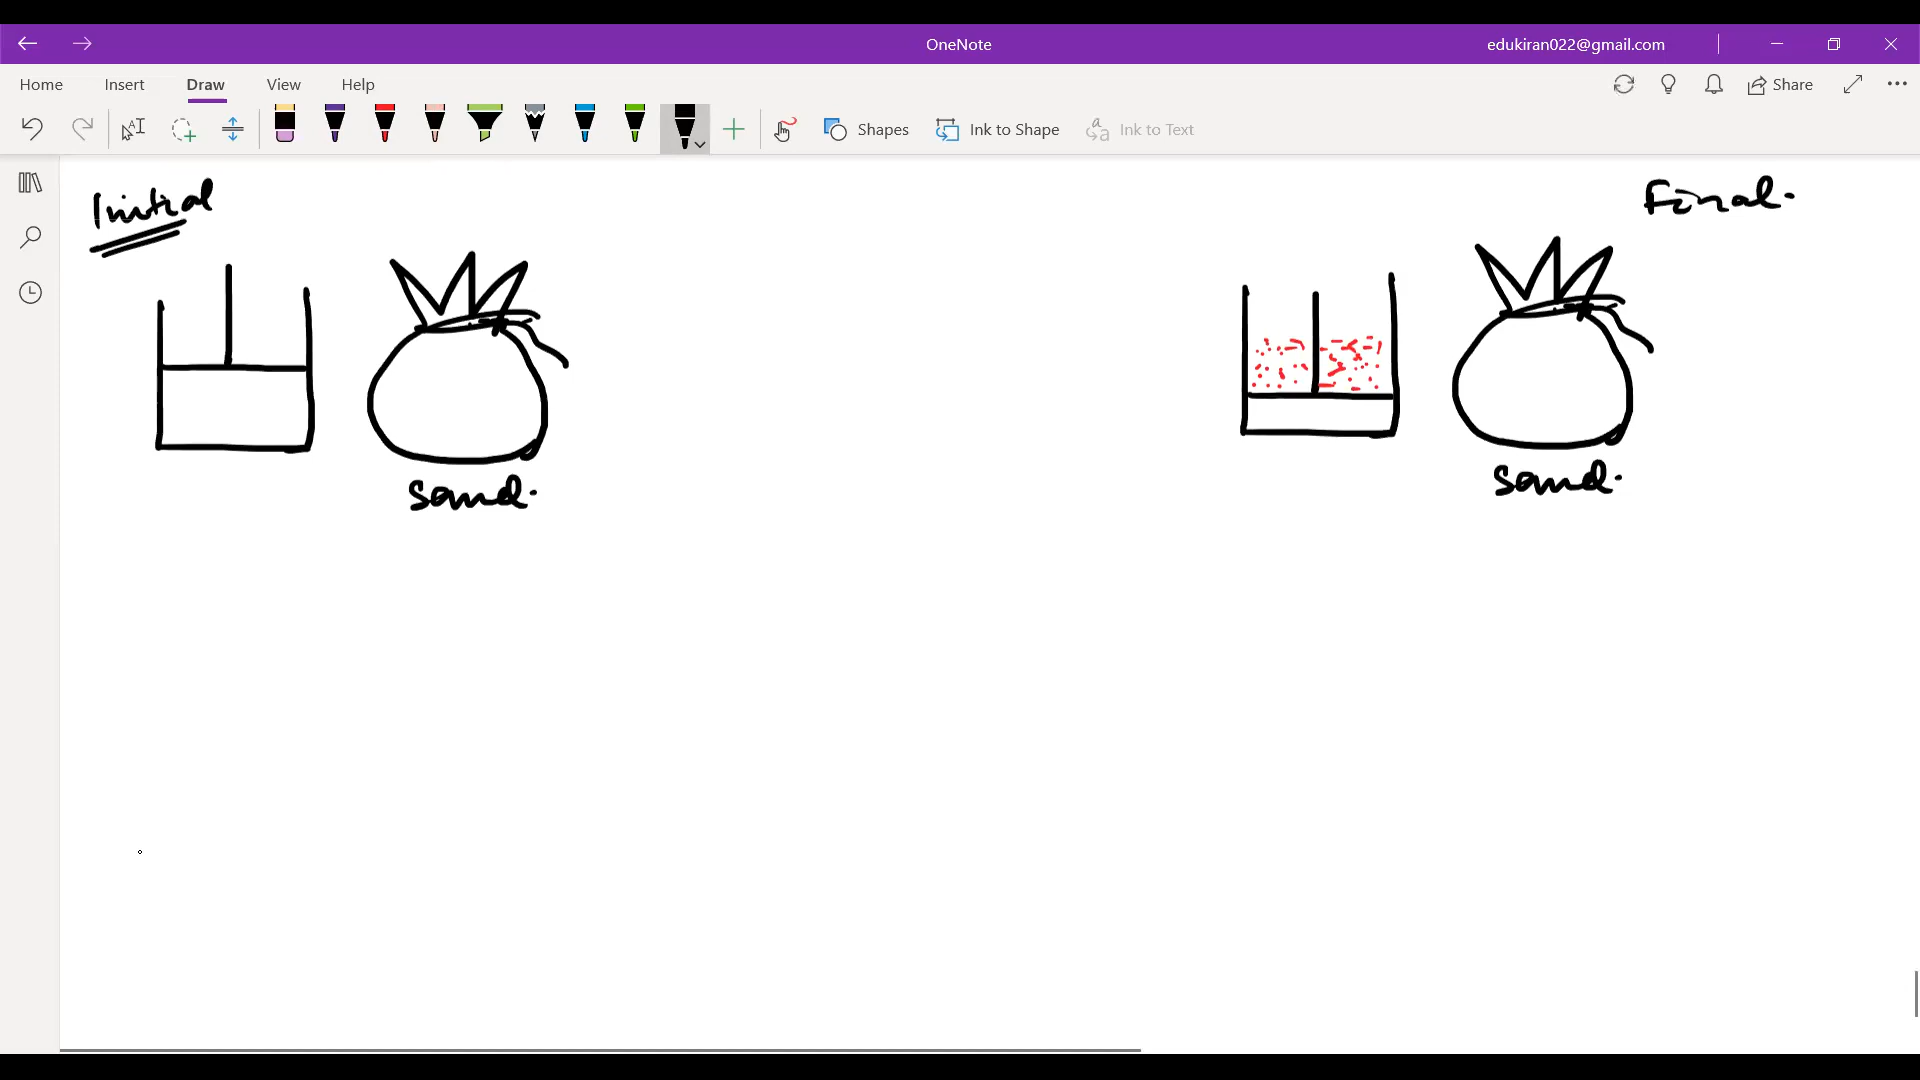 OneNote
edukiran022@gmail.com
Home Insert Draw View Help
Share
Shapes Ink to Shape Ink to Text
Initial
Final.
sand.
sand.